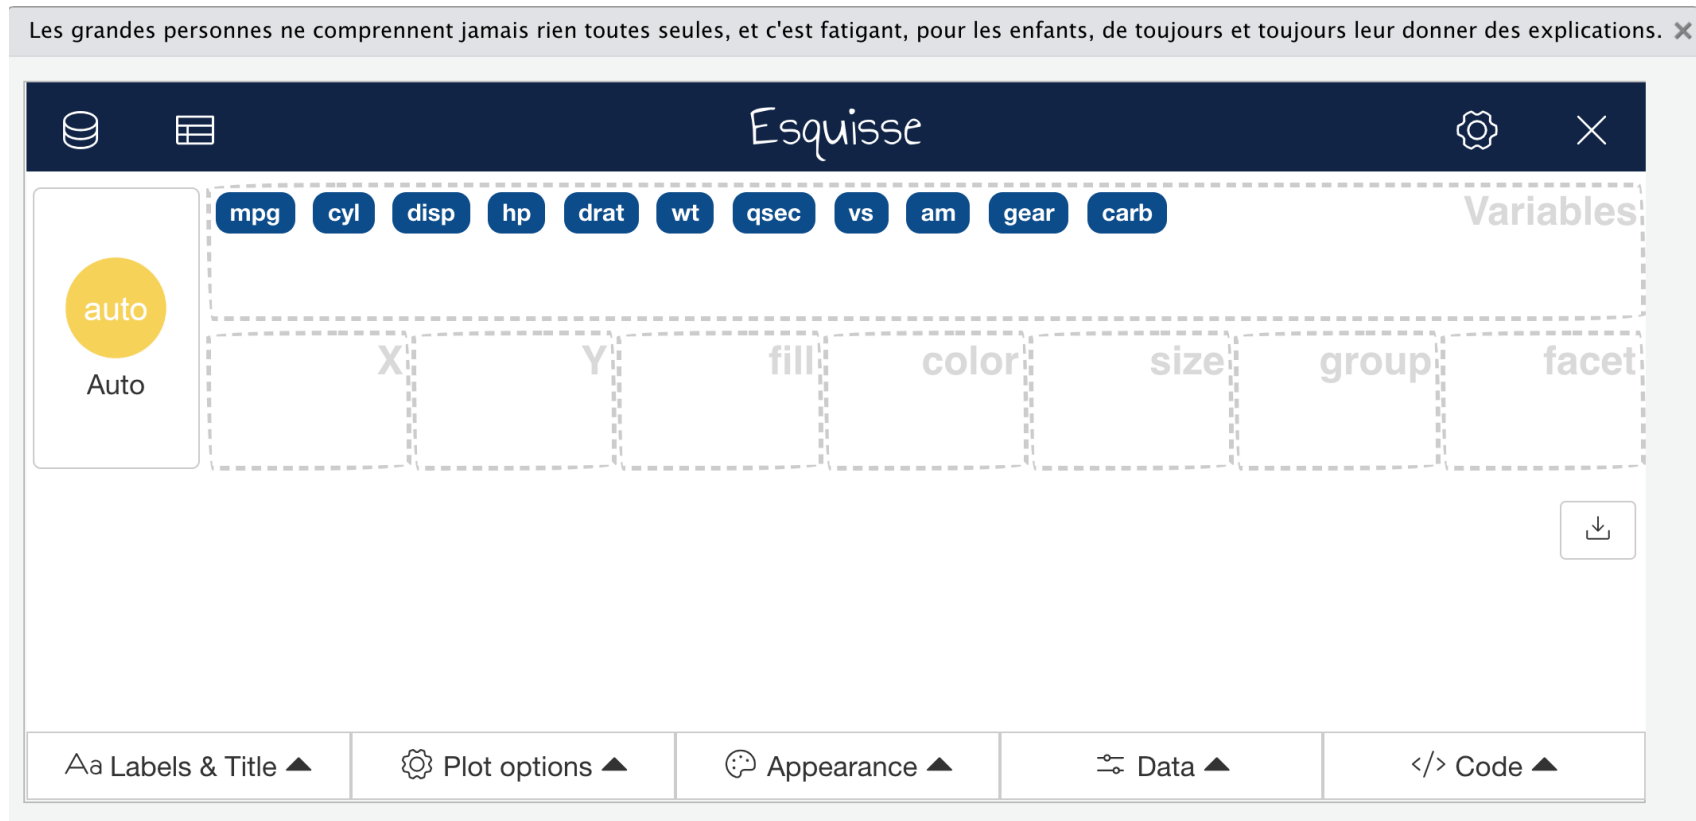 Les grandes personnes ne comprennent jamais rien toutes seules, et c'est fatigant, pour les enfants, de toujours et toujours leur donner des explications.
Esquisse
mpg cyl disp hp drat wt qsec vs am gear carb Variables
auto
Auto
X Y fill color size group facet
Aa Labels & Title Plot options Appearance Data </> Code